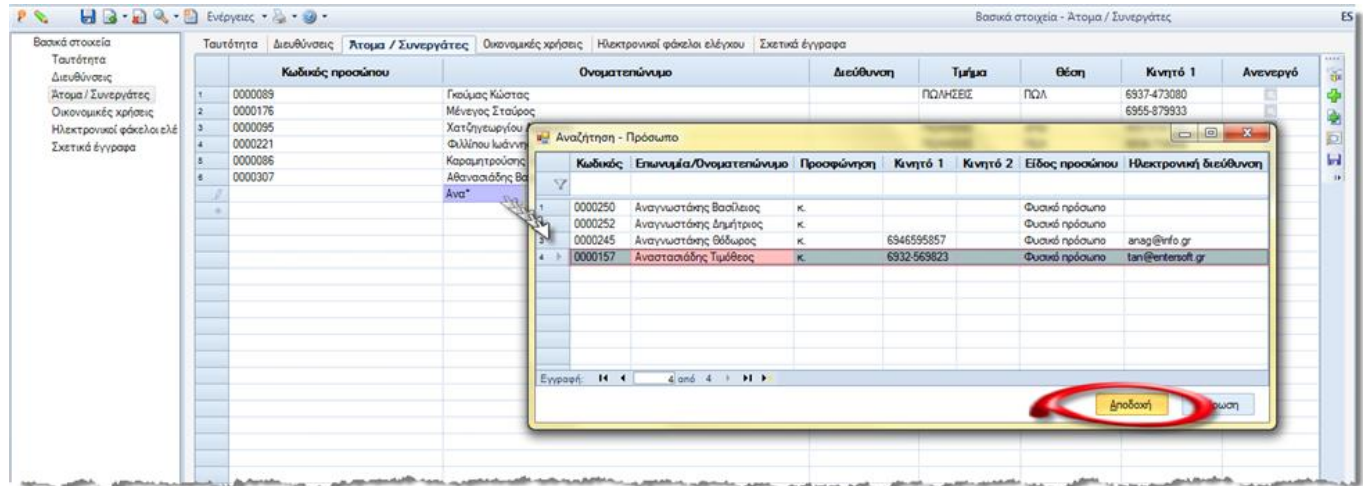 Ενέργειες
Βασικά στοιχεία - Άτομα / Συνεργάτες
ES
Βασικά στοιχεία
Ταυτότητα
Διευθύνσεις
Άτομα / Συνεργάτες
Οικονομικές χρήσεις
Ηλεκτρονικοί φάκελοι ελέ
Σχετικά έγγραφα
Ταυτότητα Διευθύνσεις Άτομα / Συνεργάτες Οικονομικές χρήσεις Ηλεκτρονικοί φάκελοι ελέγχου Σχετικά έγγραφα
Κωδικός προσώπου Ονοματεπώνυμο Διεύθυνση Τμήμα Θέση Κινητό 1 Ανενεργό
1 0000089 Γκούμας Κώστας ΠΩΛΗΣΕΙΣ ΠΩΛ 6937-473080
2 0000176 Μένεγος Σταύρος 6955-879933
3 0000095 Χατζηγεωργίου
4 0000221 Φιλλίπου Ιωάννη
5 0000086 Καραμητρούσης
6 0000307 Αθανασιάδης Βα
Ανα*
Αναζήτηση - Πρόσωπο
Κωδικός Επωνυμία/Ονοματεπώνυμο Προσφώνηση Κινητό 1 Κινητό 2 Είδος προσώπου Ηλεκτρονική διεύθυνση
1 0000250 Αναγνωστάκης Βασίλειος κ. Φυσικό πρόσωπο
0000252 Αναγνωστάκης Δημήτριος κ. Φυσικό πρόσωπο
3 0000245 Αναγνωστάκης Θόδωρος κ. 6946595857 Φυσικό πρόσωπο anag@info.gr
4 0000157 Αναστασιάδης Τιμόθεος κ. 6932-569823 Φυσικό πρόσωπο tan@entersoft.gr
Εγγραφή: 4 από 4
Αποδοχή